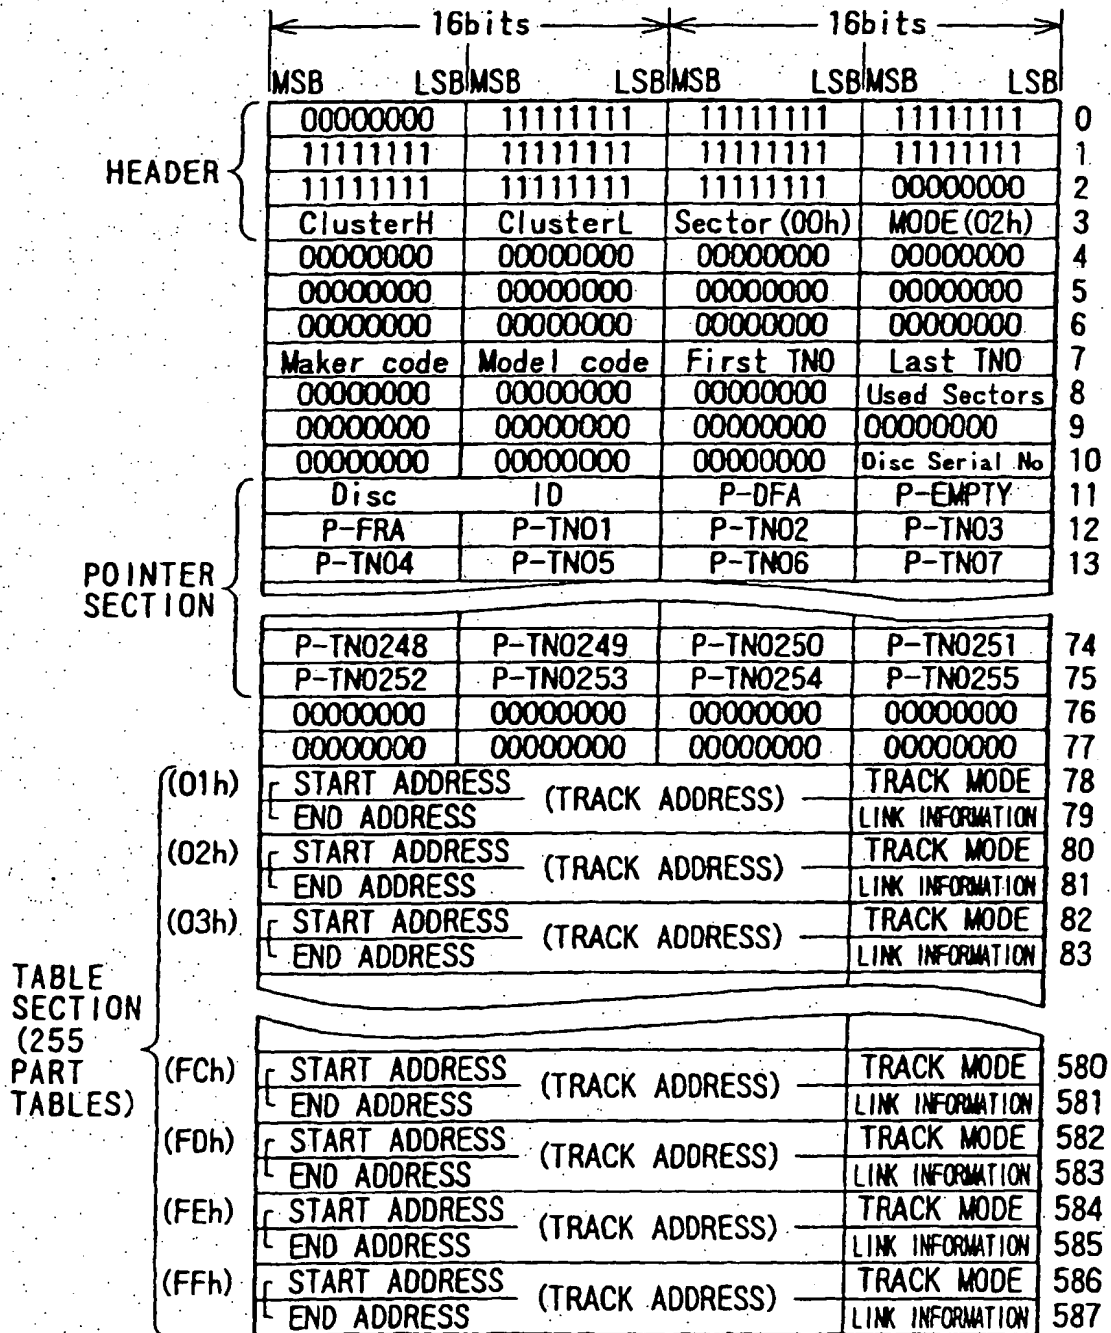 16bits 16bits
MSB LSB MSB LSB MSB LSB MSB LSB
00000000 11111111 11111111 11111111 0
11111111 11111111 11111111 11111111 1
HEADER
11111111 11111111 11111111 00000000 2
ClusterH ClusterL Sector (00h) MODE (02h) 3
00000000 00000000 00000000 00000000 4
00000000 00000000 00000000 00000000 5
00000000 00000000 00000000 00000000 6
Maker code Model code First TNO Last TNO 7
00000000 00000000 00000000 Used Sectors 8
00000000 00000000 00000000 00000000 9
00000000 00000000 00000000 Disc Serial No 10
Disc ID P-DFA P-EMPTY 11
P-FRA P-TNO1 P-TNO2 P-TNO3 12
P-TNO4 P-TNO5 P-TNO6 P-TNO7 13
POINTER
SECTION
P-TNO248 P-TNO249 P-TNO250 P-TNO251 74
P-TNO252 P-TNO253 P-TNO254 P-TNO255 75
00000000 00000000 00000000 00000000 76
00000000 00000000 00000000 00000000 77
(01h) START ADDRESS (TRACK ADDRESS) TRACK MODE 78
END ADDRESS LINK INFORMATION 79
(02h) START ADDRESS (TRACK ADDRESS) TRACK MODE 80
END ADDRESS LINK INFORMATION 81
(03h) START ADDRESS (TRACK ADDRESS) TRACK MODE 82
END ADDRESS LINK INFORMATION 83
TABLE
SECTION
(255
PART
TABLES)
(FCh) START ADDRESS (TRACK ADDRESS) TRACK MODE 580
END ADDRESS LINK INFORMATION 581
(FDh) START ADDRESS (TRACK ADDRESS) TRACK MODE 582
END ADDRESS LINK INFORMATION 583
(FEh) START ADDRESS (TRACK ADDRESS) TRACK MODE 584
END ADDRESS LINK INFORMATION 585
(FFh) START ADDRESS (TRACK ADDRESS) TRACK MODE 586
END ADDRESS LINK INFORMATION 587